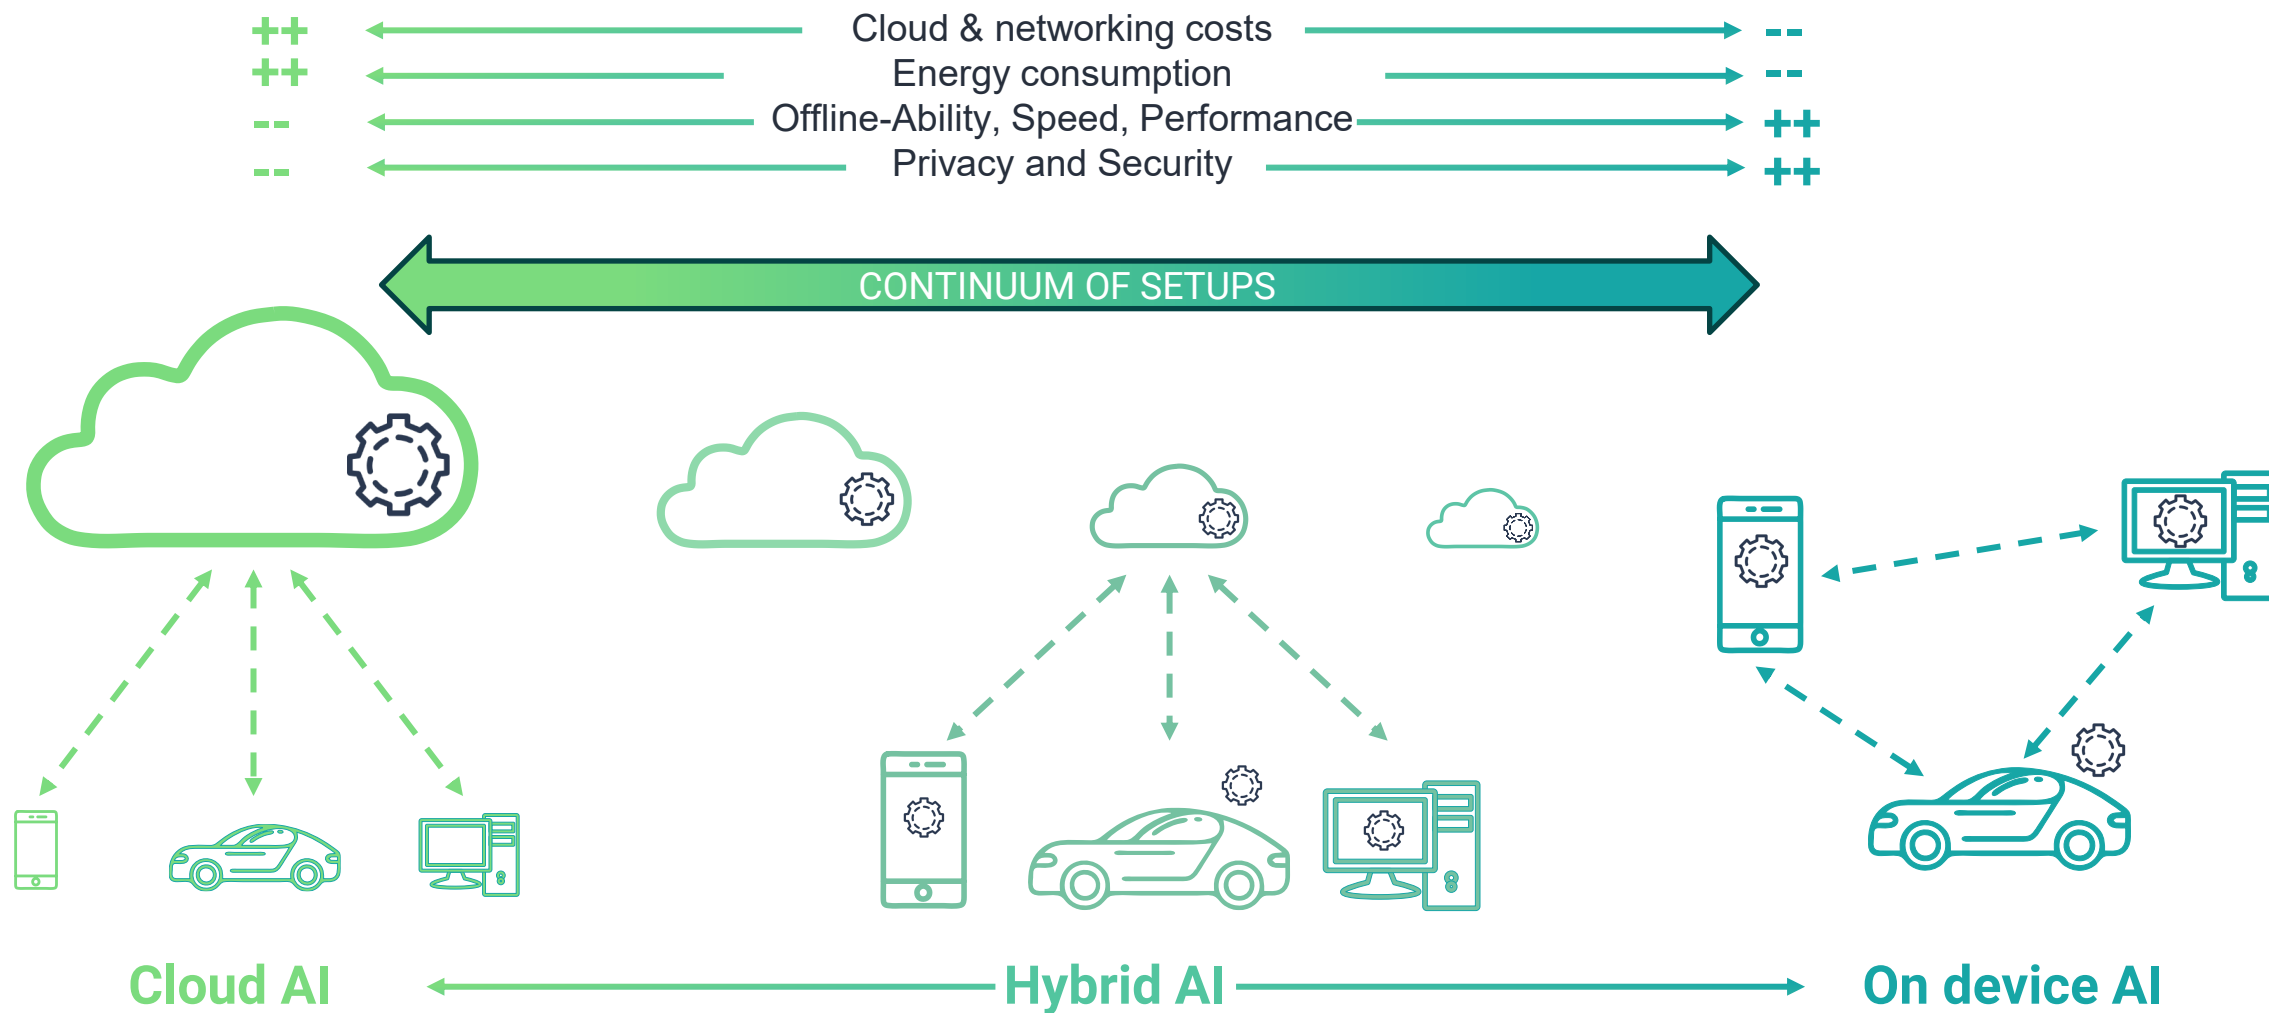 ++ Cloud & networking costs --
++ Energy consumption --
-- Offline-Ability, Speed, Performance ++
-- Privacy and Security ++
CONTINUUM OF SETUPS
Cloud AI Hybrid AI On device AI